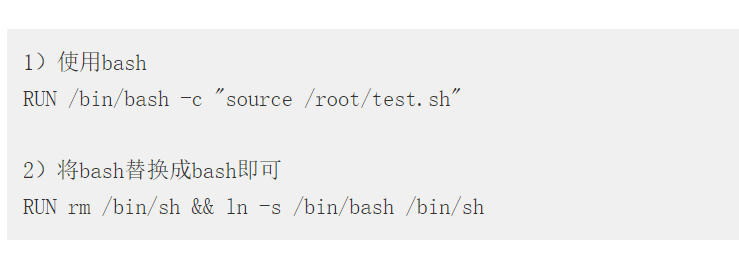 1）使用bash
RUN /bin/bash -c "source /root/test.sh"
2）将bash替换成bash即可
RUN rm /bin/sh && ln -s /bin/bash /bin/sh